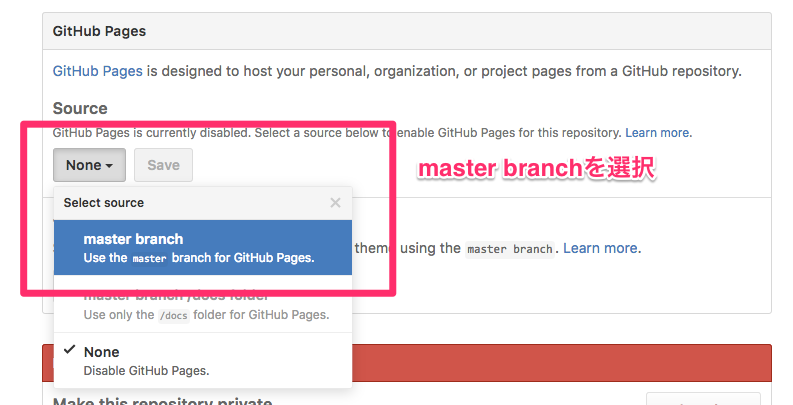 GitHub Pages
GitHub Pages is designed to host your personal, organization, or project pages from a GitHub repository.
Source
GitHub Pages is currently disabled. Select a source below to enable GitHub Pages for this repository. Learn more.
None
Save
master branchを選択
Select source
master branch
Use the master branch for GitHub Pages.
theme using the master branch. Learn more.
master branch /docs folder
Use only the /docs folder for GitHub Pages.
None
Disable GitHub Pages.
Make this repository private